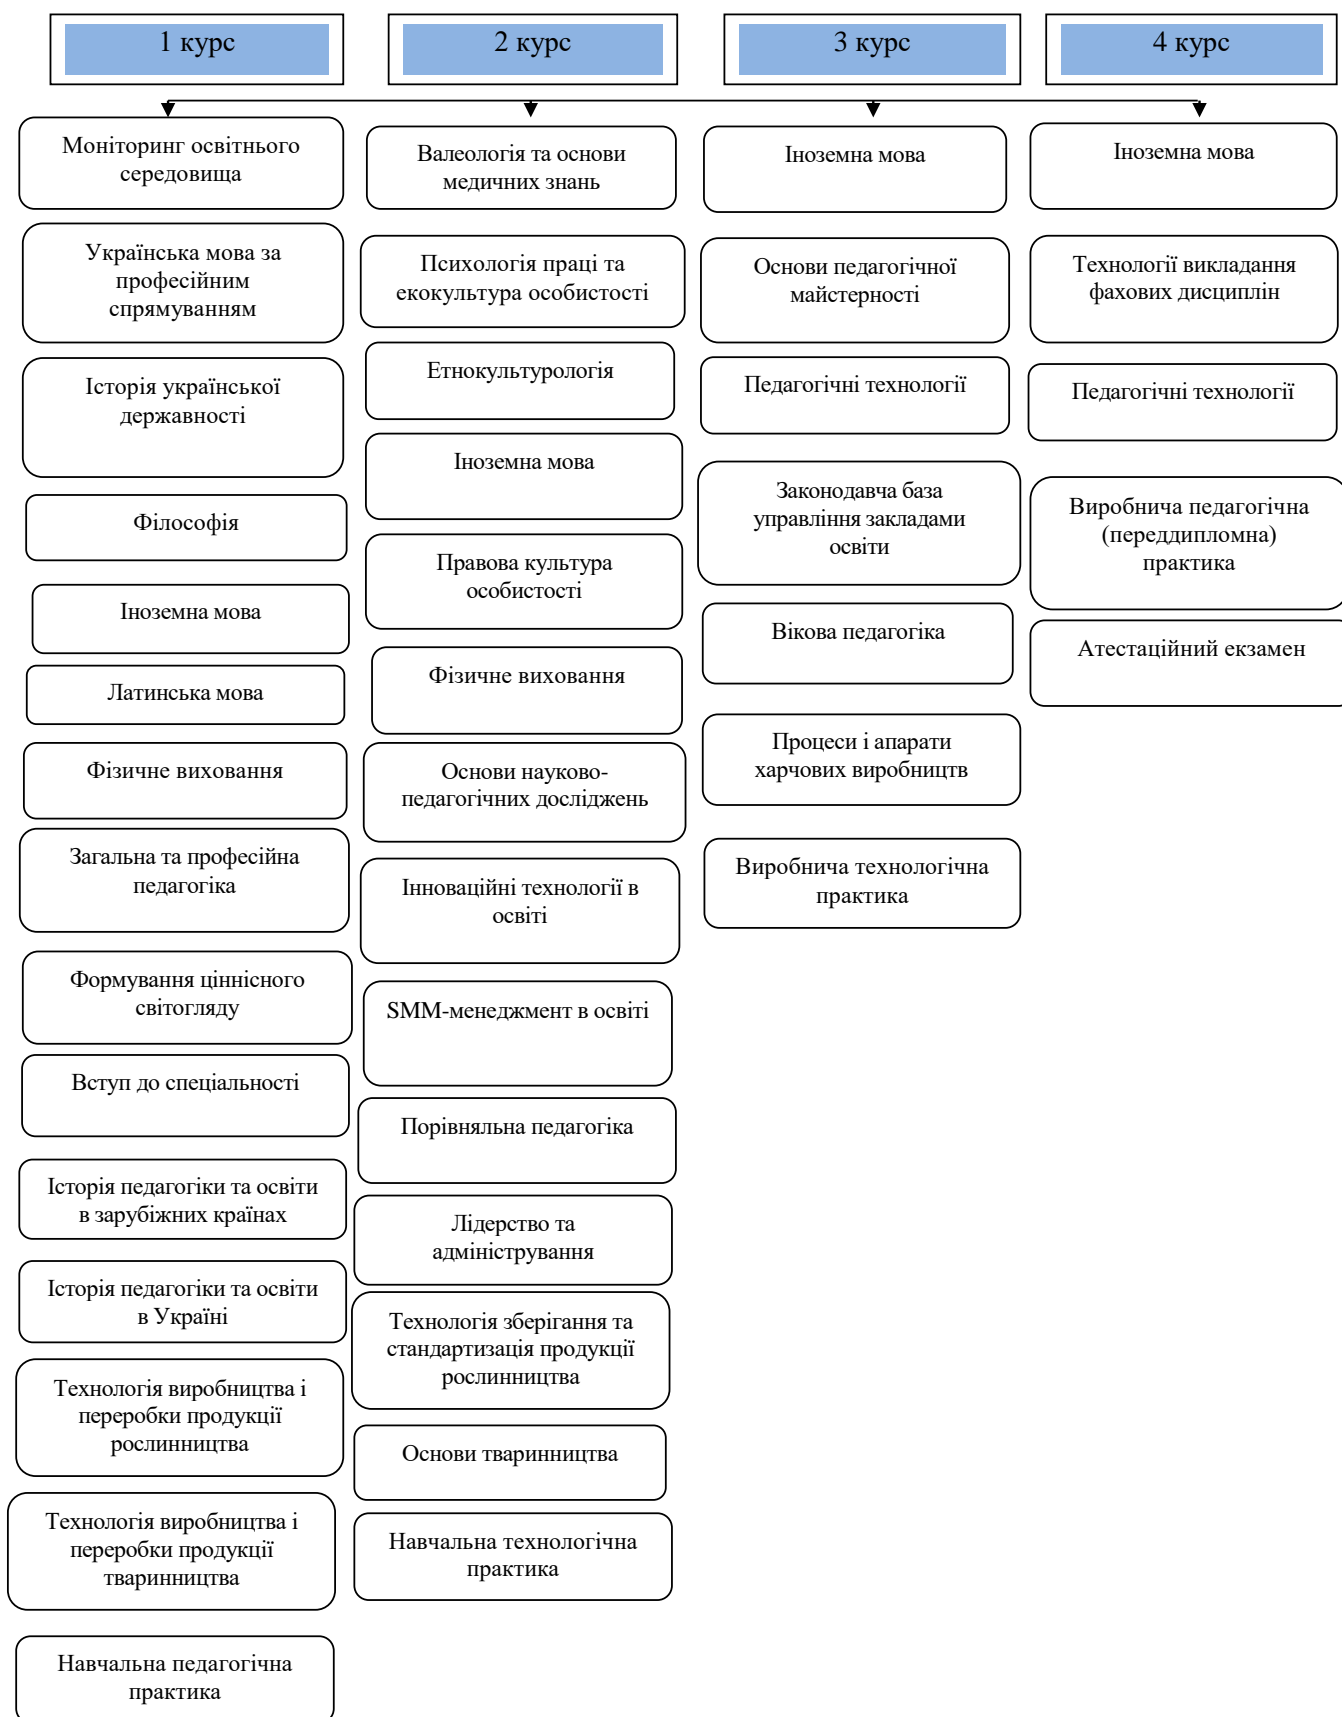 1 курс
2 курс
3 курс
4 курс
Моніторинг освітнього
середовища
Українська мова за
професійним
спрямуванням
Історія української
державності
Філософія
Іноземна мова
Латинська мова
Фізичне виховання
Загальна та професійна
педагогіка
Формування ціннісного
світогляду
Вступ до спеціальності
Історія педагогіки та освіти
в зарубіжних країнах
Історія педагогіки та освіти
в Україні
Технологія виробництва і
переробки продукції
рослинництва
Технологія виробництва і
переробки продукції
тваринництва
Навчальна педагогічна
практика
Валеологія та основи
медичних знань
Психологія праці та
екокультура особистості
Етнокультурологія
Іноземна мова
Правова культура
особистості
Фізичне виховання
Основи науково-
педагогічних досліджень
Інноваційні технології в
освіті
SMM-менеджмент в освіті
Порівняльна педагогіка
Лідерство та
адміністрування
Технологія зберігання та
стандартизація продукції
рослинництва
Основи тваринництва
Навчальна технологічна
практика
Іноземна мова
Основи педагогічної
майстерності
Педагогічні технології
Законодавча база
управління закладами
освіти
Вікова педагогіка
Процеси і апарати
харчових виробництв
Виробнича технологічна
практика
Іноземна мова
Технології викладання
фахових дисциплін
Педагогічні технології
Виробнича педагогічна
(переддипломна)
практика
Атестаційний екзамен